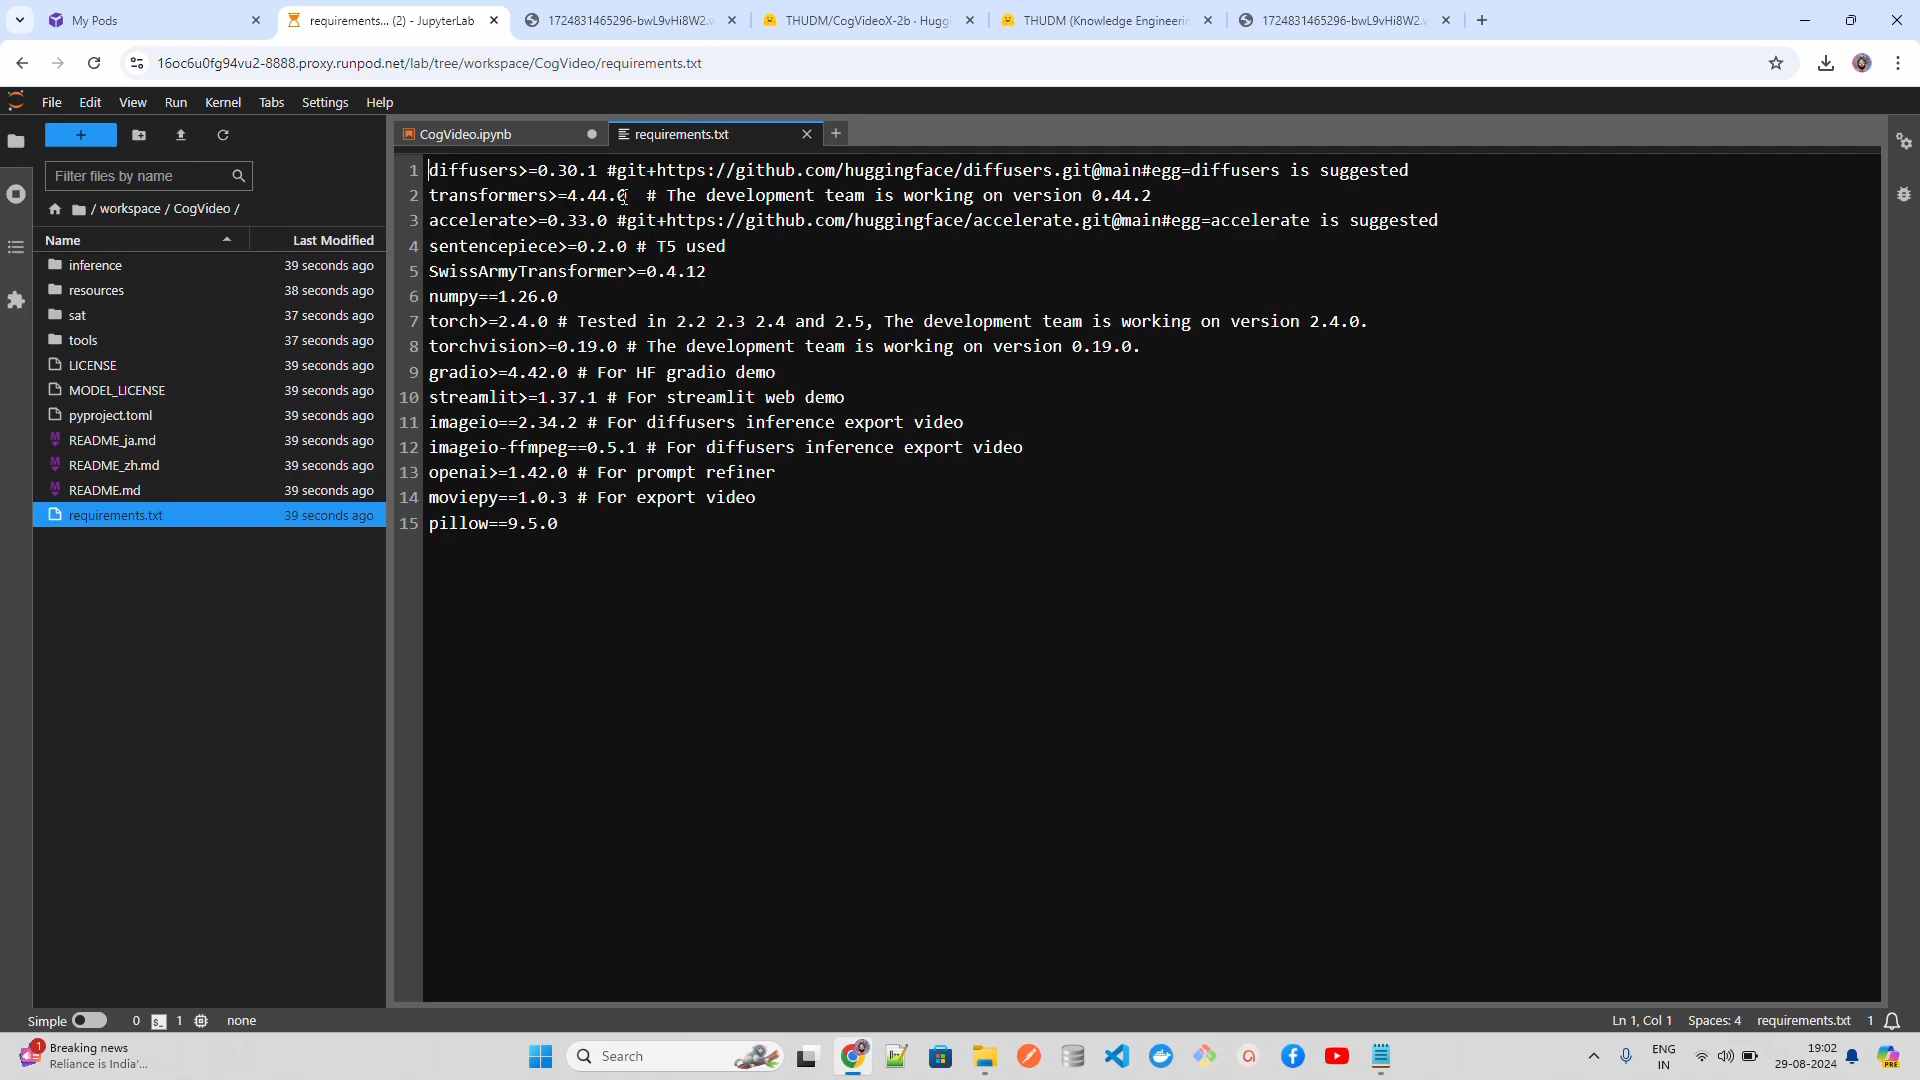 My Pods
requirements... (2) - JupyterLab
1724831465296-bwL9vHi8W2.
THUDM/CogVideoX-2b - Huggi
THUDM (Knowledge Engineerin
1724831465296-bwL9vHi8W2.
16oc6u0fg94vu2-8888.proxy.runpod.net/lab/tree/workspace/CogVideo/requirements.txt
File Edit View Run Kernel Tabs Settings Help
+
Filter files by name
/ workspace / CogVideo /
Name Last Modified
inference 39 seconds ago
resources 38 seconds ago
sat 37 seconds ago
tools 37 seconds ago
LICENSE 39 seconds ago
MODEL_LICENSE 39 seconds ago
pyproject.toml 39 seconds ago
README_ja.md 39 seconds ago
README_zh.md 39 seconds ago
README.md 39 seconds ago
requirements.txt 39 seconds ago
CogVideo.ipynb
requirements.txt
1 diffusers>=0.30.1 #git+https://github.com/huggingface/diffusers.git@main#egg=diffusers is suggested
2 transformers>=4.44.0 # The development team is working on version 0.44.2
3 accelerate>=0.33.0 #git+https://github.com/huggingface/accelerate.git@main#egg=accelerate is suggested
4 sentencepiece>=0.2.0 # T5 used
5 SwissArmyTransformer>=0.4.12
6 numpy==1.26.0
7 torch>=2.4.0 # Tested in 2.2 2.3 2.4 and 2.5, The development team is working on version 2.4.0.
8 torchvision>=0.19.0 # The development team is working on version 0.19.0.
9 gradio>=4.42.0 # For HF gradio demo
10 streamlit>=1.37.1 # For streamlit web demo
11 imageio==2.34.2 # For diffusers inference export video
12 imageio-ffmpeg==0.5.1 # For diffusers inference export video
13 openai>=1.42.0 # For prompt refiner
14 moviepy==1.0.3 # For export video
15 pillow==9.5.0
Simple 0 1 none
Ln 1, Col 1 Spaces: 4 requirements.txt 1
1
Breaking news
Reliance is India'...
Search
ENG
IN
19:02
29-08-2024
PRE